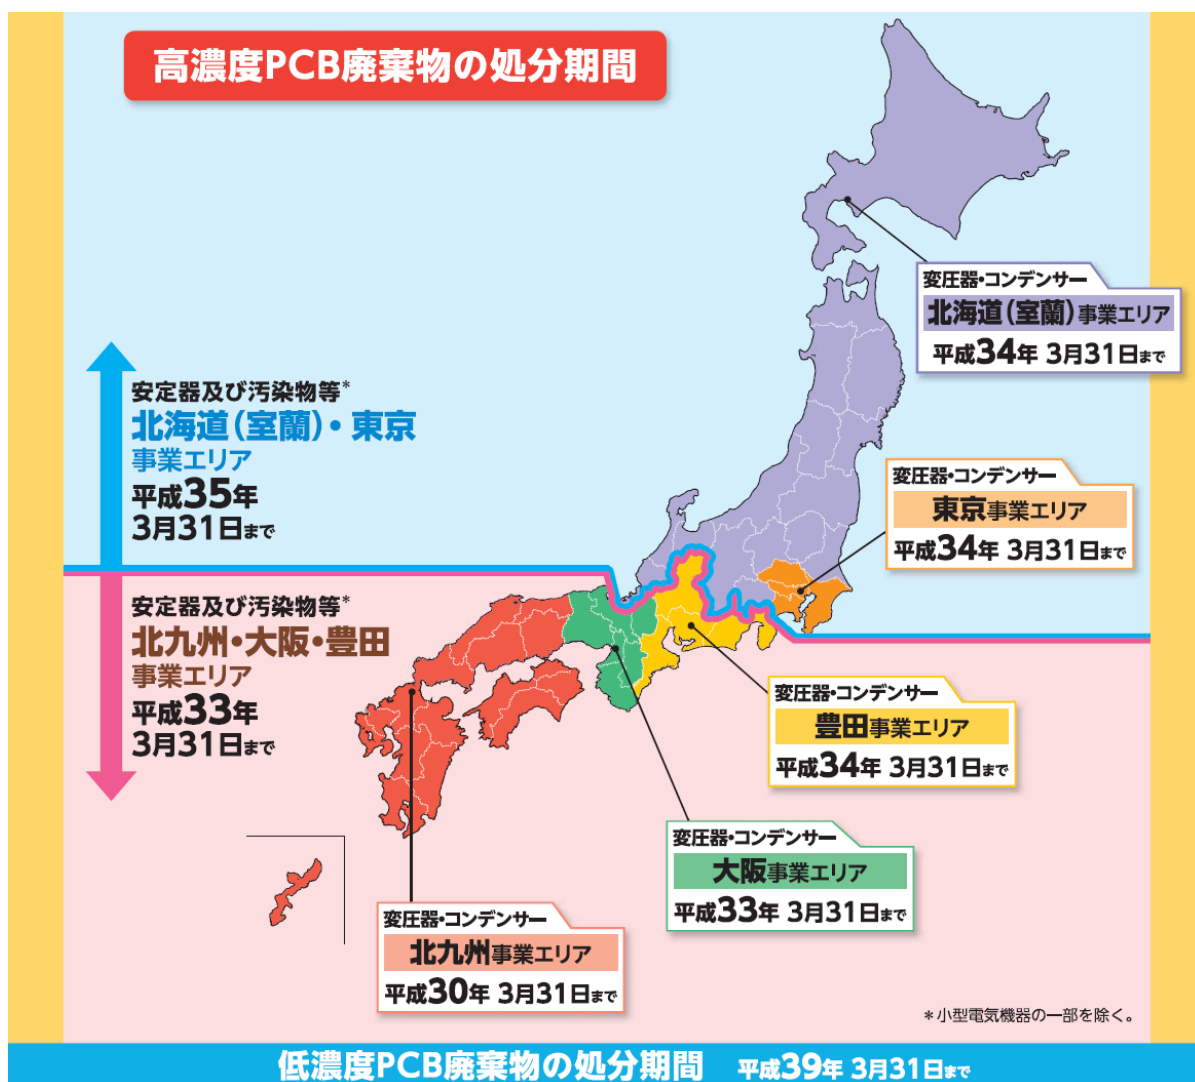 高濃度PCB廃棄物の処分期間
変圧器・コンデンサー
北海道(室蘭)事業エリア
平成34年 3月31日まで
安定器及び汚染物等*
北海道(室蘭)・東京
事業エリア
平成35年
3月31日まで
変圧器・コンデンサー
東京事業エリア
平成34年 3月31日まで
安定器及び汚染物等*
北九州・大阪・豊田
事業エリア
平成33年
3月31日まで
変圧器・コンデンサー
豊田事業エリア
平成34年 3月31日まで
変圧器・コンデンサー
大阪事業エリア
平成33年 3月31日まで
変圧器・コンデンサー
北九州事業エリア
平成30年 3月31日まで
*小型電気機器の一部を除く。
低濃度PCB廃棄物の処分期間 平成39年 3月31日まで